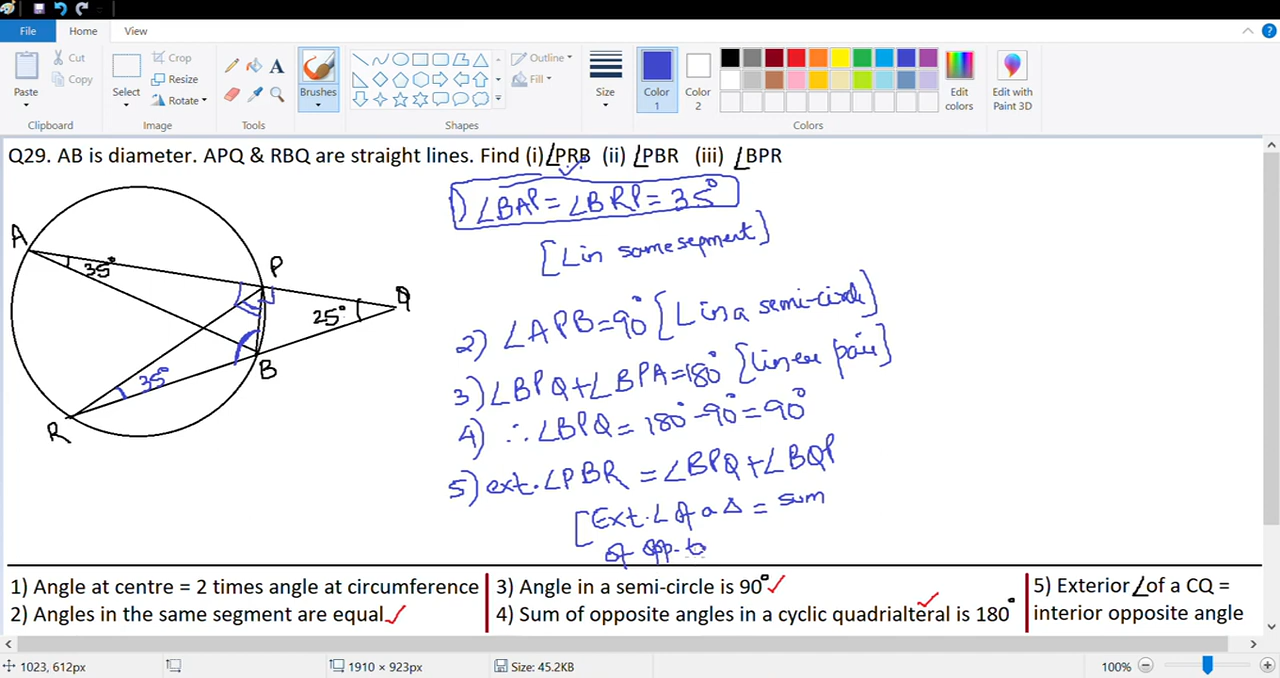 File Home View
Paste
Cut
Copy
Select
Crop
Resize
Rotate
Brushes
Outline
Fill
Size
Color 1
Color 2
Edit colors
Edit with Paint 3D
Clipboard Image Tools Shapes Colors
Q29. AB is diameter. APQ & RBQ are straight lines. Find (i)∠PRB (ii) ∠PBR (iii) ∠BPR
1) ∠BAP = ∠BRP = 35°
[∠ in same segment]
2) ∠APB = 90° [∠ in a semi-circle]
3) ∠BPQ + ∠BPA = 180° [linear pair]
4) ∴ ∠BPQ = 180° - 90° = 90°
5) ext. ∠PBR = ∠BPQ + ∠BQP
[Ext. ∠ of a Δ = sum
of opp. to
A
35°
P
Q
25°
B
35°
R
1) Angle at centre = 2 times angle at circumference
2) Angles in the same segment are equal
3) Angle in a semi-circle is 90°
4) Sum of opposite angles in a cyclic quadrialteral is 180°
5) Exterior ∠of a CQ =
interior opposite angle
1023, 612px 1910 × 923px Size: 45.2KB 100%